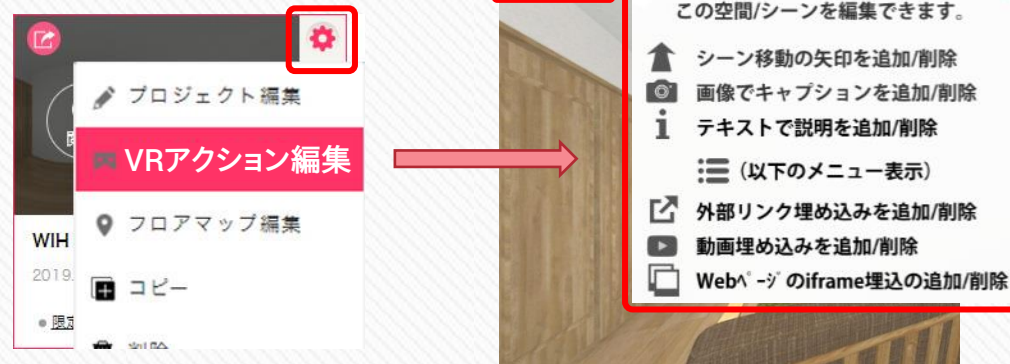 プロジェクト編集
VRアクション編集
フロアマップ編集
コピー
削除
WIH
2019.
限定
この空間/シーンを編集できます。
シーン移動の矢印を追加/削除
画像でキャプションを追加/削除
テキストで説明を追加/削除
(以下のメニュー表示)
外部リンク埋め込みを追加/削除
動画埋め込みを追加/削除
Webﾍﾟｰｼﾞのiframe埋込の追加/削除